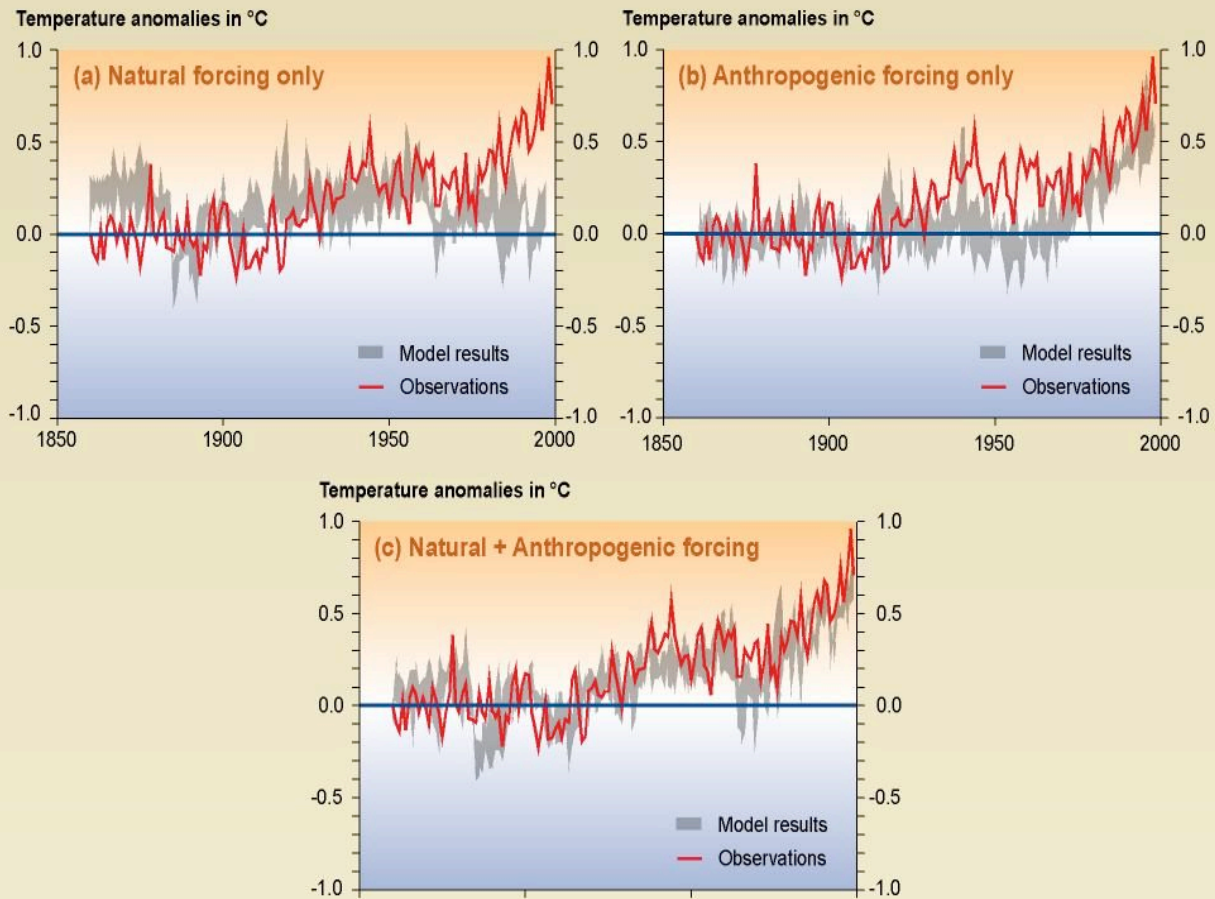 Temperature anomalies in °C
1.0 1.0
(a) Natural forcing only
0.5 0.5
0.0 0.0
-0.5 -0.5
Model results
Observations
-1.0 -1.0
1850 1900 1950 2000
Temperature anomalies in °C
1.0 1.0
(b) Anthropogenic forcing only
0.5 0.5
0.0 0.0
-0.5 -0.5
Model results
Observations
-1.0 -1.0
1850 1900 1950 2000
Temperature anomalies in °C
1.0 1.0
(c) Natural + Anthropogenic forcing
0.5 0.5
0.0 0.0
-0.5 -0.5
Model results
Observations
-1.0 -1.0